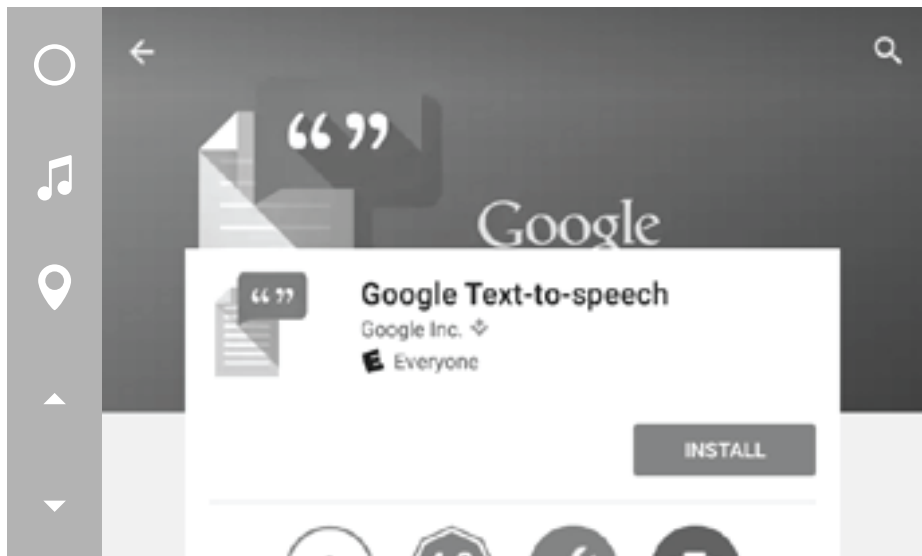 “ ”
Google
“ ”
Google Text-to-speech
Google Inc.
E Everyone
INSTALL